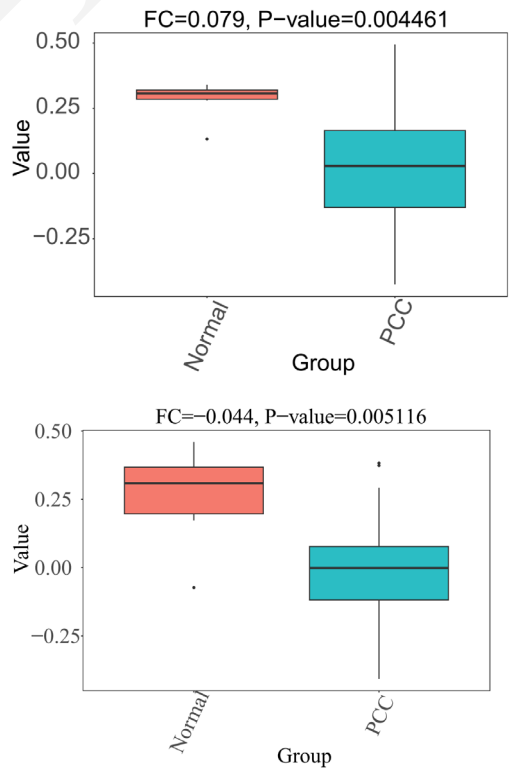 FC=0.079, P−value=0.004461
0.50
0.25
0.00
−0.25
Value
Normal
PCC
Group
FC=−0.044, P−value=0.005116
0.50
0.25
0.00
−0.25
Value
Normal
PCC
Group